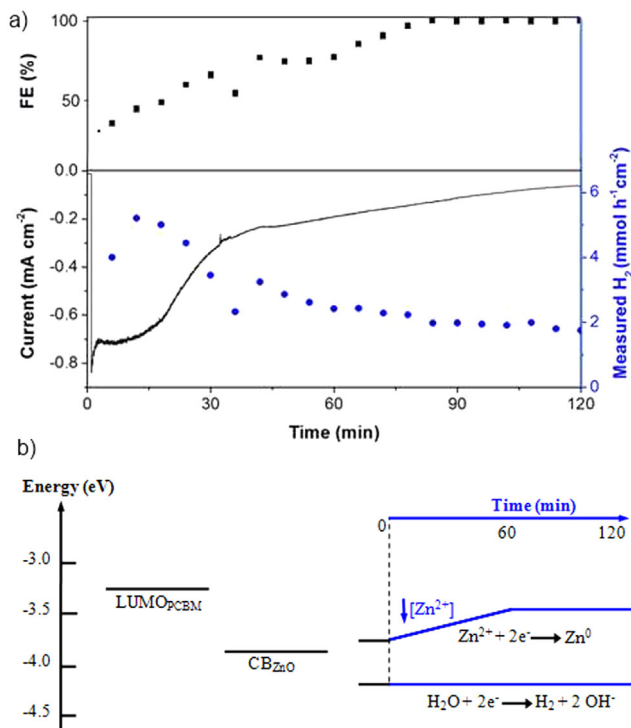 a)
100
50
0.0
FE (%)
-0.2
-0.4
-0.6
-0.8
Current (mA cm⁻²)
6
4
2
0
Measured H₂ (mmol h⁻¹ cm⁻²)
0 30 60 90 120
Time (min)
b)
Energy (eV)
Time (min)
0 60 120
-3.0
-3.5
-4.0
-4.5
LUMO_PCBM
CB_ZnO
[Zn²⁺]
Zn²⁺ + 2e⁻ → Zn⁰
H₂O + 2e⁻ → H₂ + 2 OH⁻